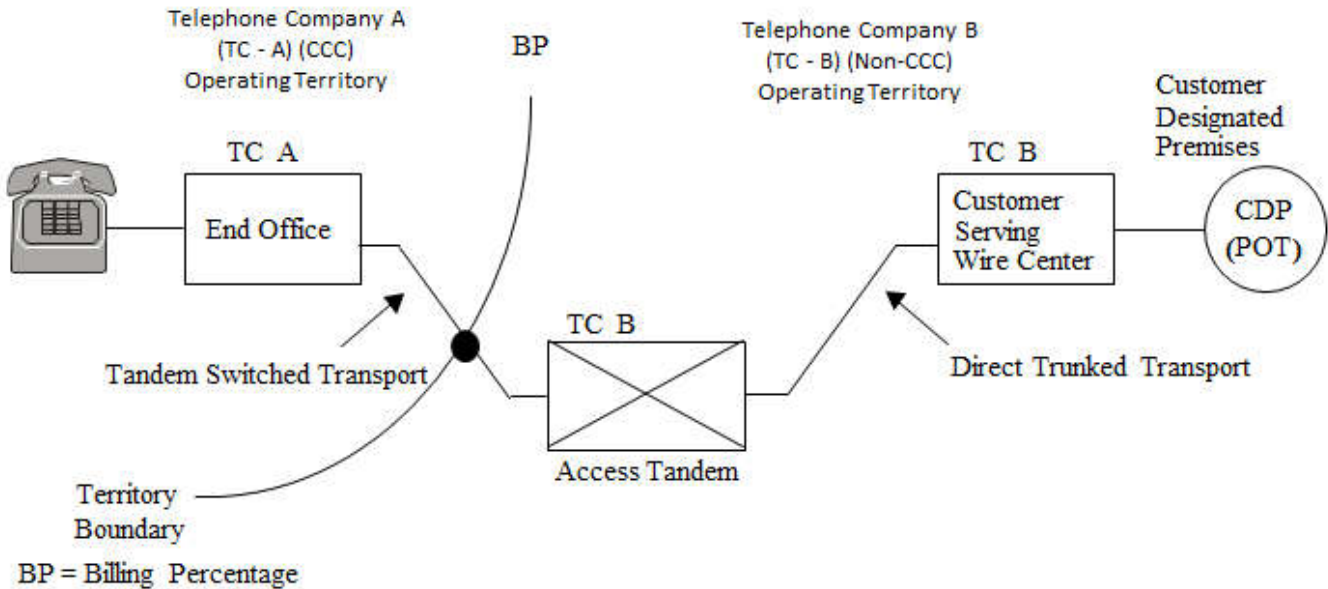 Telephone Company A
(TC - A) (CCC)
Operating Territory
BP
Telephone Company B
(TC - B) (Non-CCC)
Operating Territory
Customer
Designated
Premises
TC A
End Office
TC B
Customer
Serving
Wire Center
CDP
(POT)
TC B
Tandem Switched Transport
Direct Trunked Transport
Access Tandem
Territory
Boundary
BP = Billing Percentage